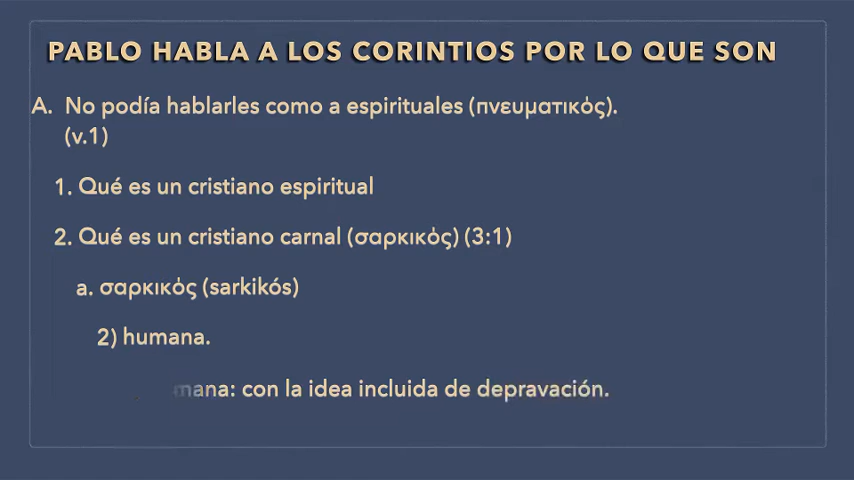 PABLO HABLA A LOS CORINTIOS POR LO QUE SON
A. No podía hablarles como a espirituales (πνευματικός).
(v.1)
1. Qué es un cristiano espiritual
2. Qué es un cristiano carnal (σαρκικός) (3:1)
a. σαρκικός (sarkikós)
2) humana.
con la idea incluida de depravación.